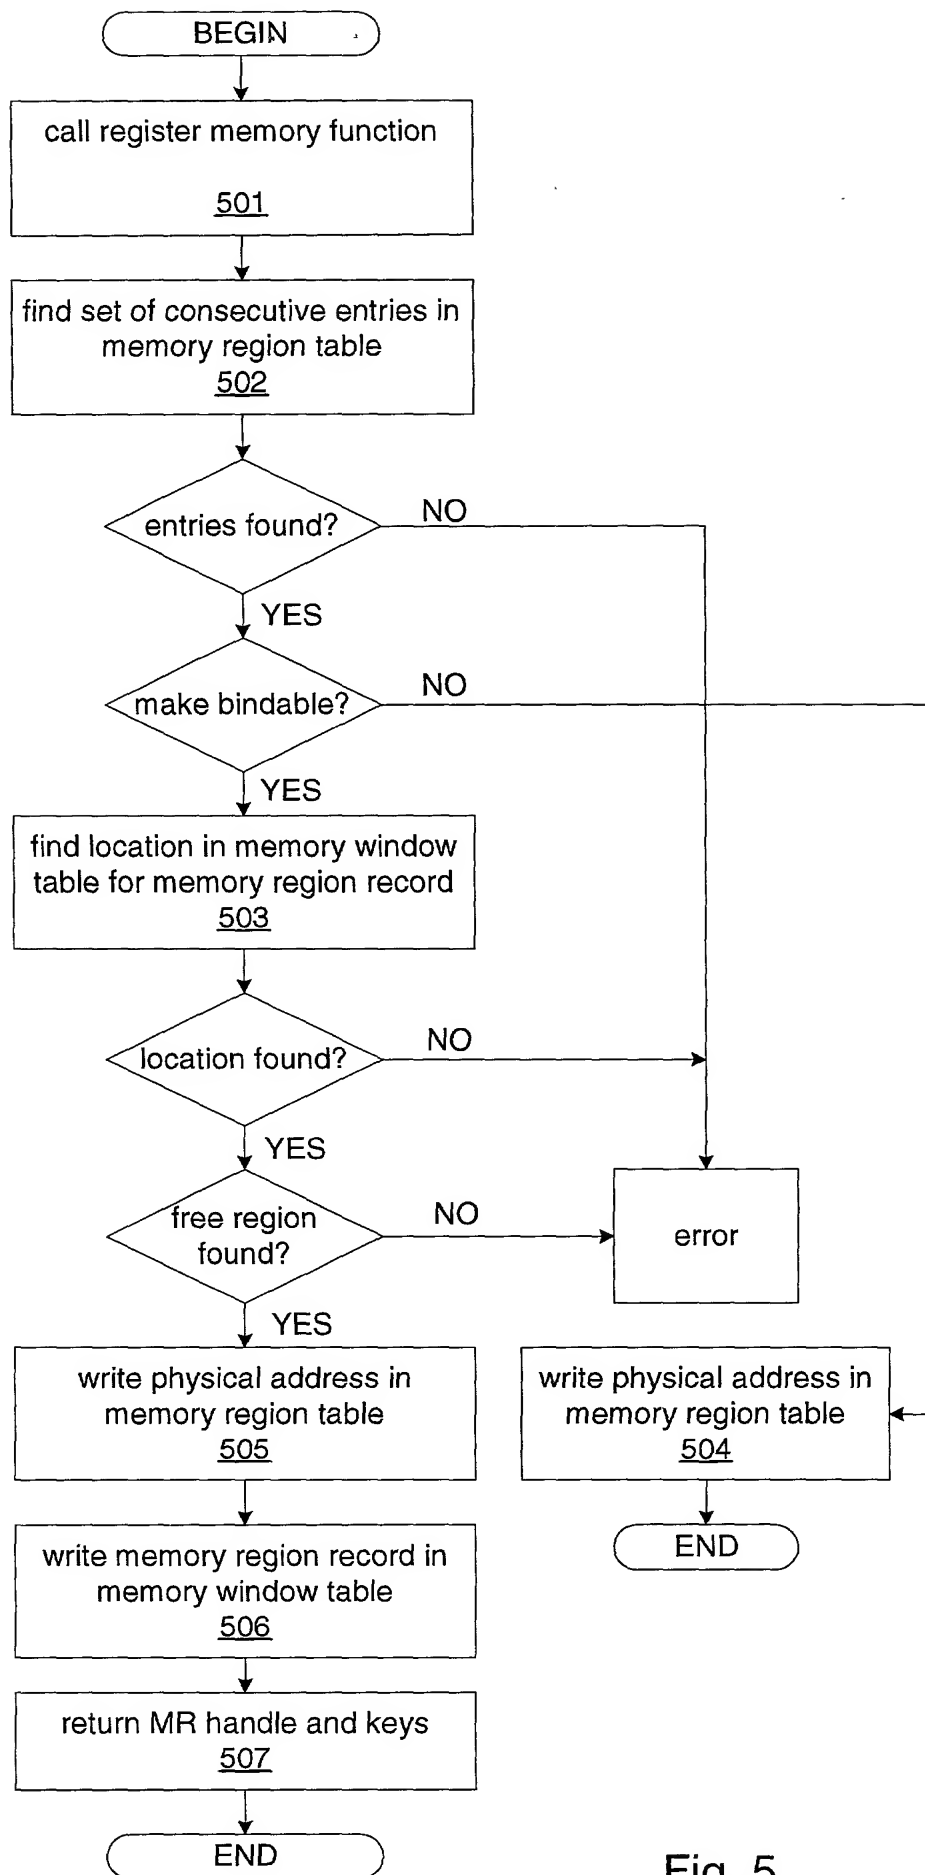 BEGIN
call register memory function
501
find set of consecutive entries in
memory region table
502
entries found?
NO
YES
make bindable?
NO
YES
find location in memory window
table for memory region record
503
location found?
NO
YES
free region
found?
NO
error
YES
write physical address in
memory region table
505
write physical address in
memory region table
504
END
write memory region record in
memory window table
506
return MR handle and keys
507
END
Fig. 5